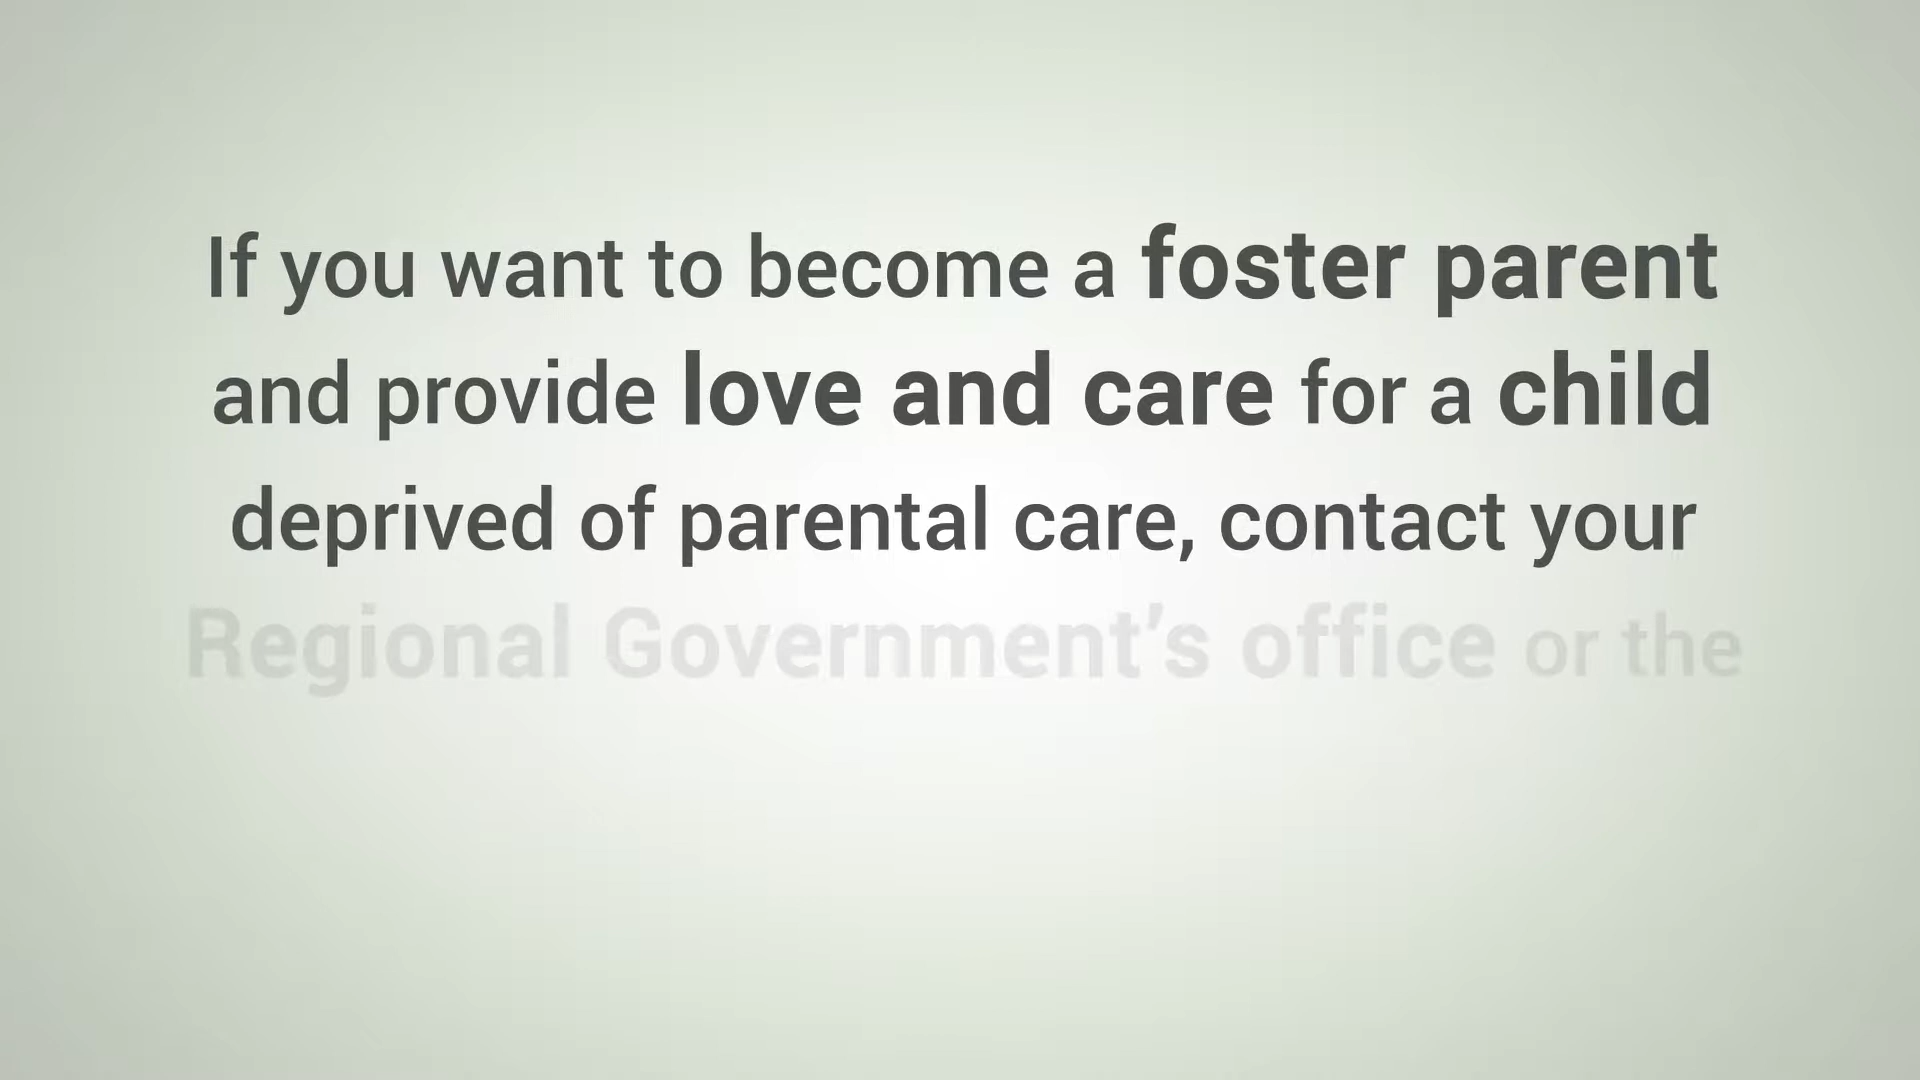 If you want to become a foster parent
and provide love and care for a child
deprived of parental care, contact your
Regional Government’s office or the